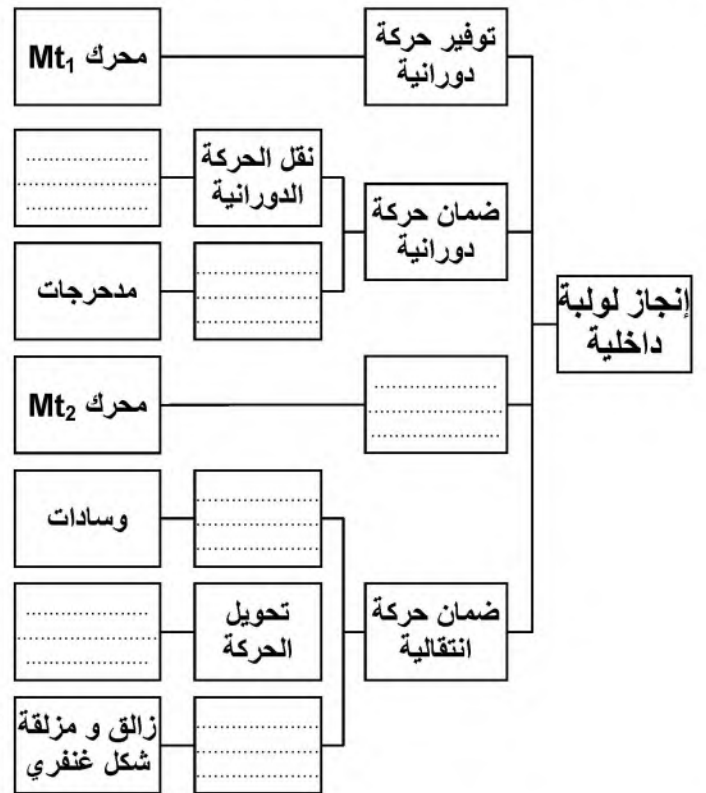 توفير حركة
دورانية
محرك Mt₁
نقل الحركة
الدورانية
ضمان حركة
دورانية
مدحرجات
إنجاز لولبة
داخلية
محرك Mt₂
وسادات
ضمان حركة
انتقالية
تحويل
الحركة
زالق و مزلقة
شكل غنفري